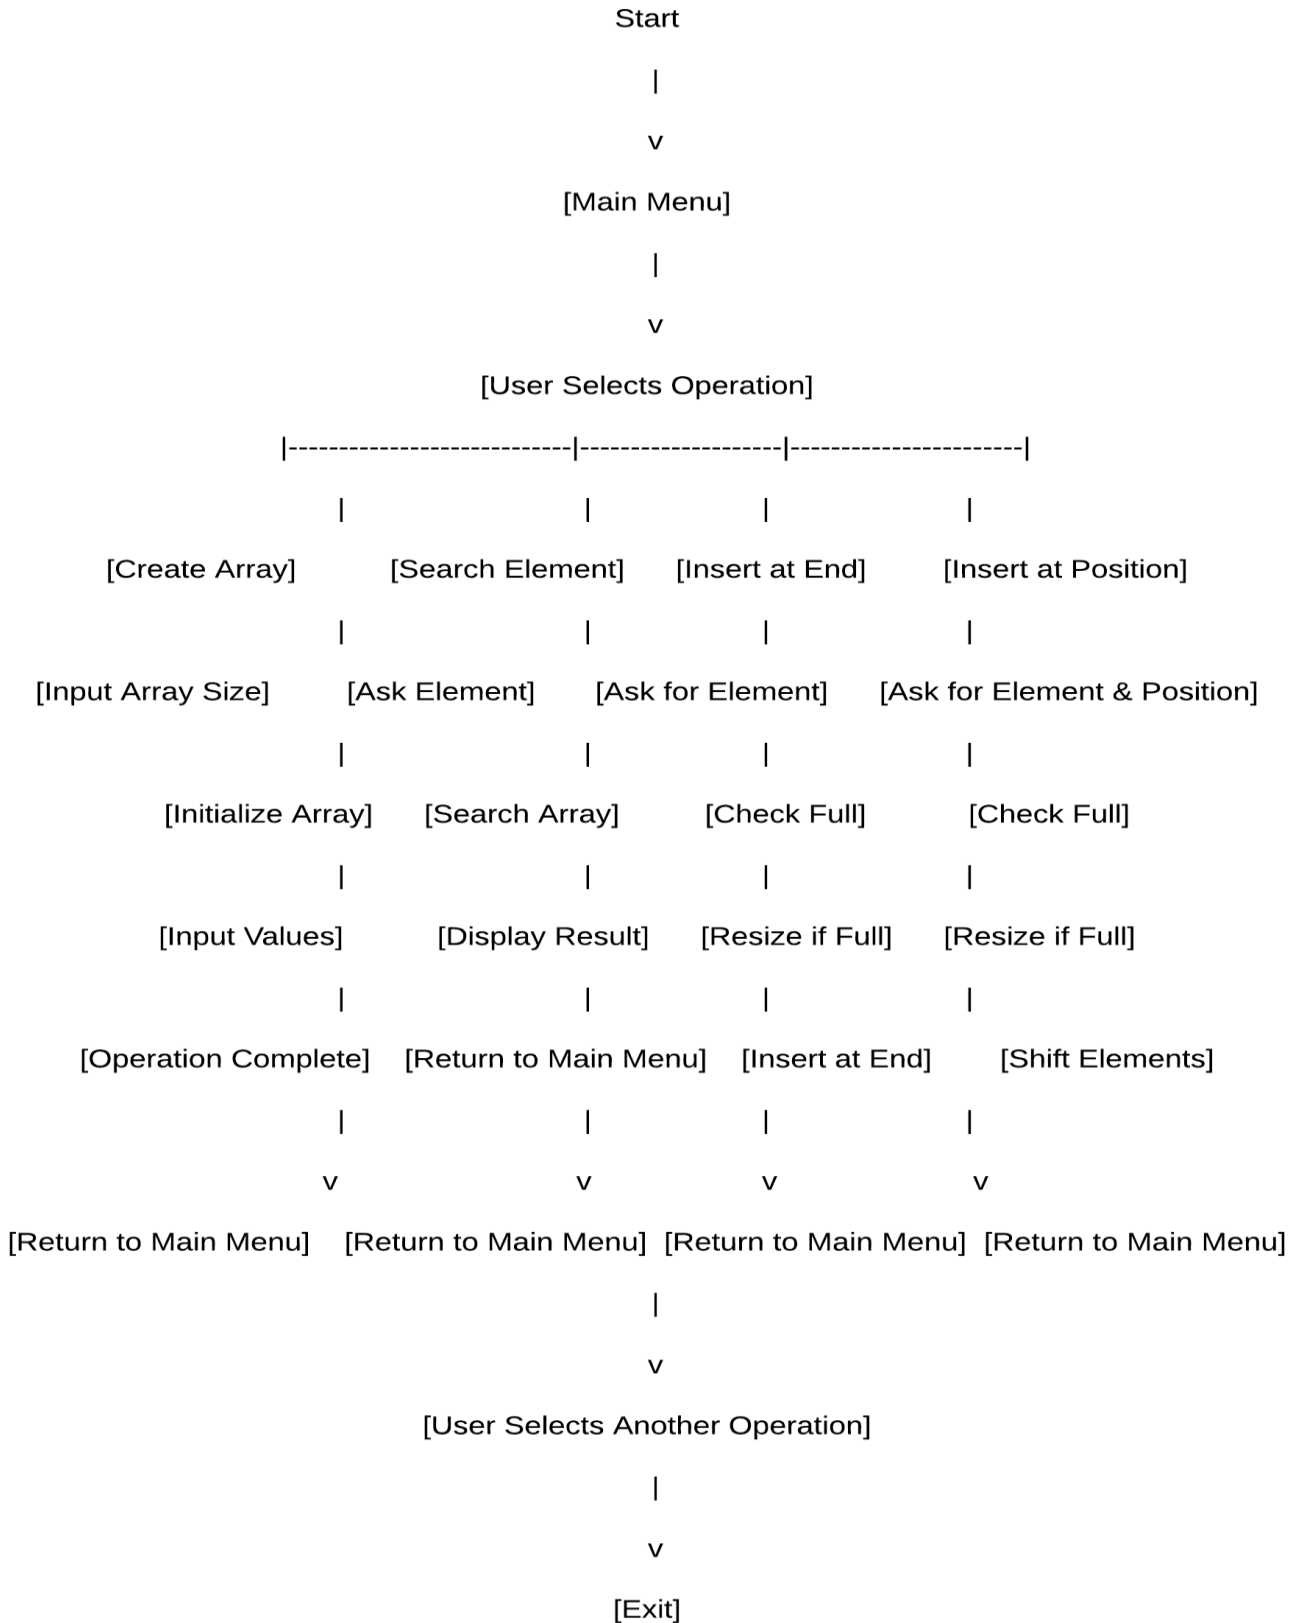 Start
|
v
[Main Menu]
|
v
[User Selects Operation]
|----------------------------|--------------------|-----------------------|
| | | |
[Create Array] [Search Element] [Insert at End] [Insert at Position]
| | | |
[Input Array Size] [Ask Element] [Ask for Element] [Ask for Element & Position]
| | | |
[Initialize Array] [Search Array] [Check Full] [Check Full]
| | | |
[Input Values] [Display Result] [Resize if Full] [Resize if Full]
| | | |
[Operation Complete] [Return to Main Menu] [Insert at End] [Shift Elements]
| | | |
v v v v
[Return to Main Menu] [Return to Main Menu] [Return to Main Menu] [Return to Main Menu]
|
v
[User Selects Another Operation]
|
v
[Exit]